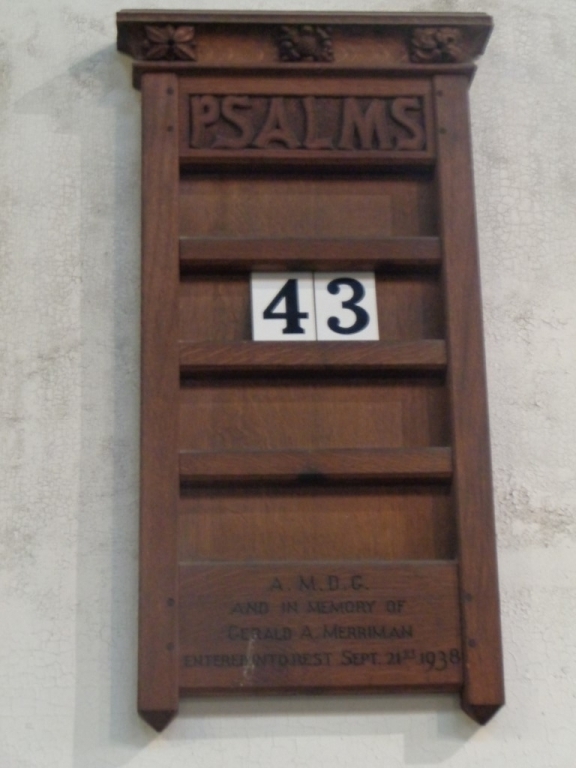 PSALMS
43
A. M. D. G.
AND IN MEMORY OF
GERALD A. MERRIMAN
ENTERED INTO REST SEPT. 21ST 1938